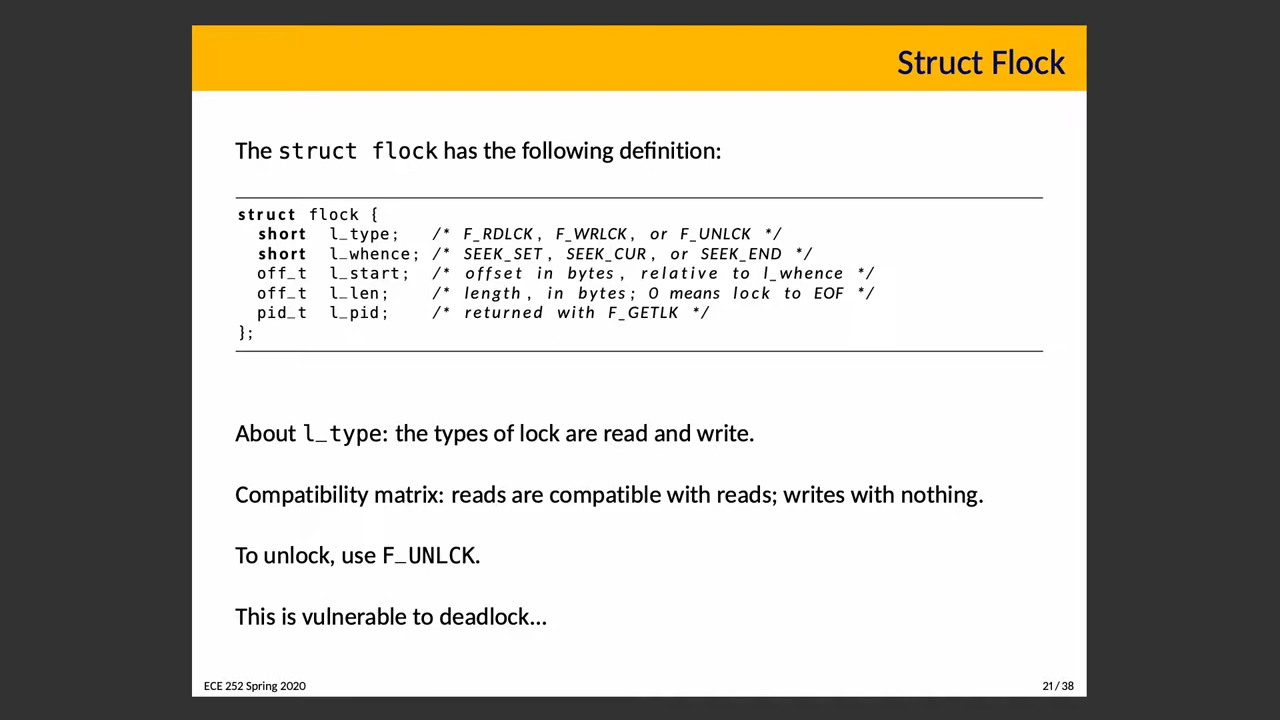 Struct Flock
The struct flock has the following definition:
struct flock {
short l_type; /* F_RDLCK, F_WRLCK, or F_UNLCK */
short l_whence; /* SEEK_SET, SEEK_CUR, or SEEK_END */
off_t l_start; /* offset in bytes, relative to l_whence */
off_t l_len; /* length, in bytes; 0 means lock to EOF */
pid_t l_pid; /* returned with F_GETLK */
};
About l_type: the types of lock are read and write.
Compatibility matrix: reads are compatible with reads; writes with nothing.
To unlock, use F_UNLCK.
This is vulnerable to deadlock...
ECE 252 Spring 2020
21 / 38